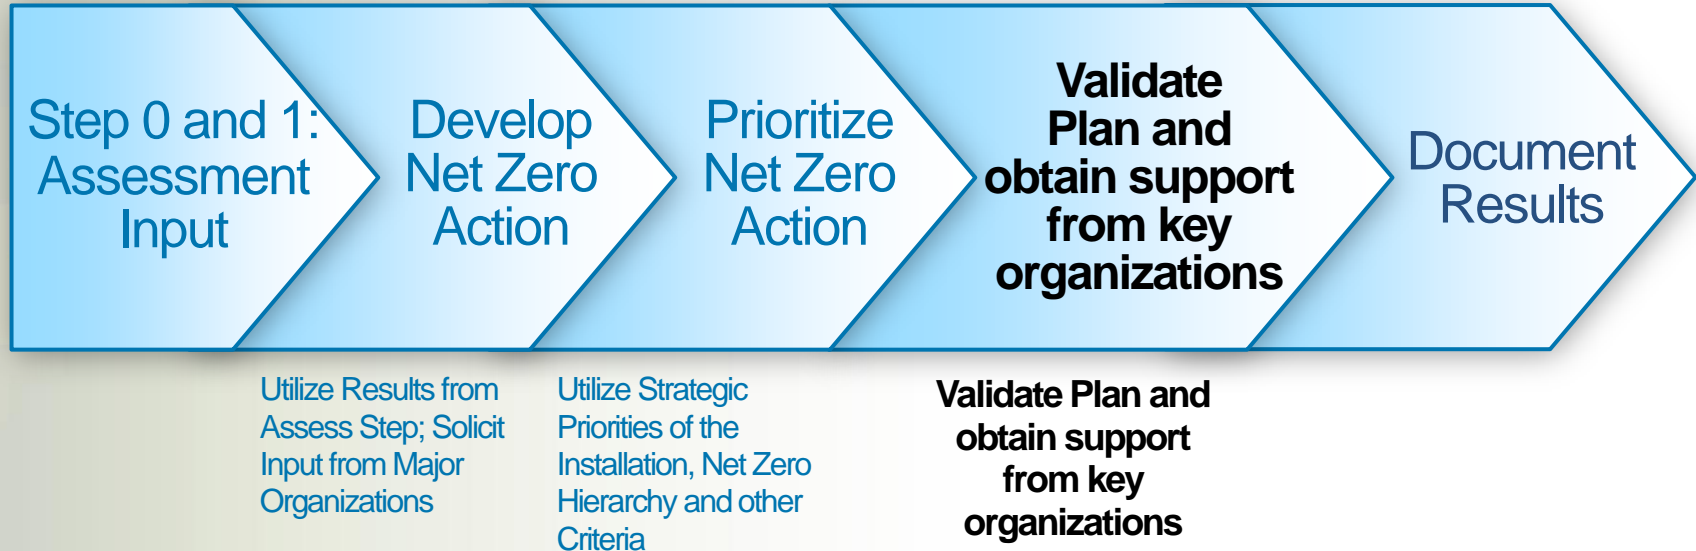 Step 0 and 1:
Assessment
Input
Develop
Net Zero
Action
Prioritize
Net Zero
Action
Validate
Plan and
obtain support
from key
organizations
Document
Results
Utilize Results from
Assess Step; Solicit
Input from Major
Organizations
Utilize Strategic
Priorities of the
Installation, Net Zero
Hierarchy and other
Criteria
Validate Plan and
obtain support
from key
organizations